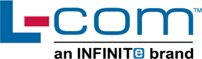 L-com™
an INFINITe brand